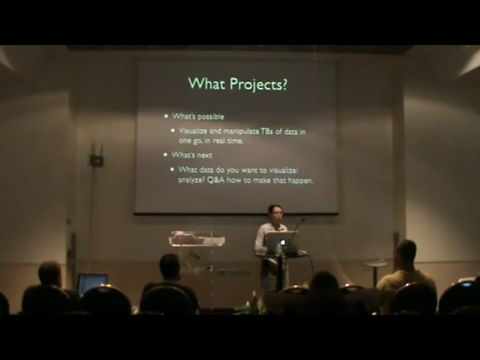 What Projects?
• What's possible
• Visualize and manipulate TBs of data in
one go, in real time.
• What's next
• What data do you want to visualize/
analyze? Q&A how to make that happen.